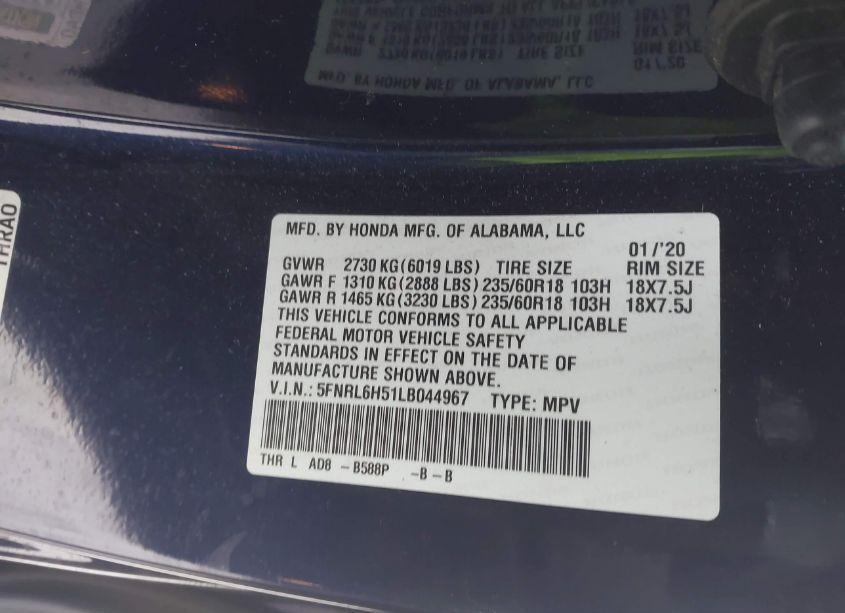 MFD. BY HONDA MFG. OF ALABAMA, LLC
01/'20
GVWR 2730 KG(6019 LBS) TIRE SIZE RIM SIZE
GAWR F 1310 KG(2888 LBS) 235/60R18 103H 18X7.5J
GAWR R 1465 KG(3230 LBS) 235/60R18 103H 18X7.5J
THIS VEHICLE CONFORMS TO ALL APPLICABLE
FEDERAL MOTOR VEHICLE SAFETY
STANDARDS IN EFFECT ON THE DATE OF
MANUFACTURE SHOWN ABOVE.
V.I.N.: 5FNRL6H51LB044967 TYPE: MPV
THR L AD8 -B588P -B-B
THRA0